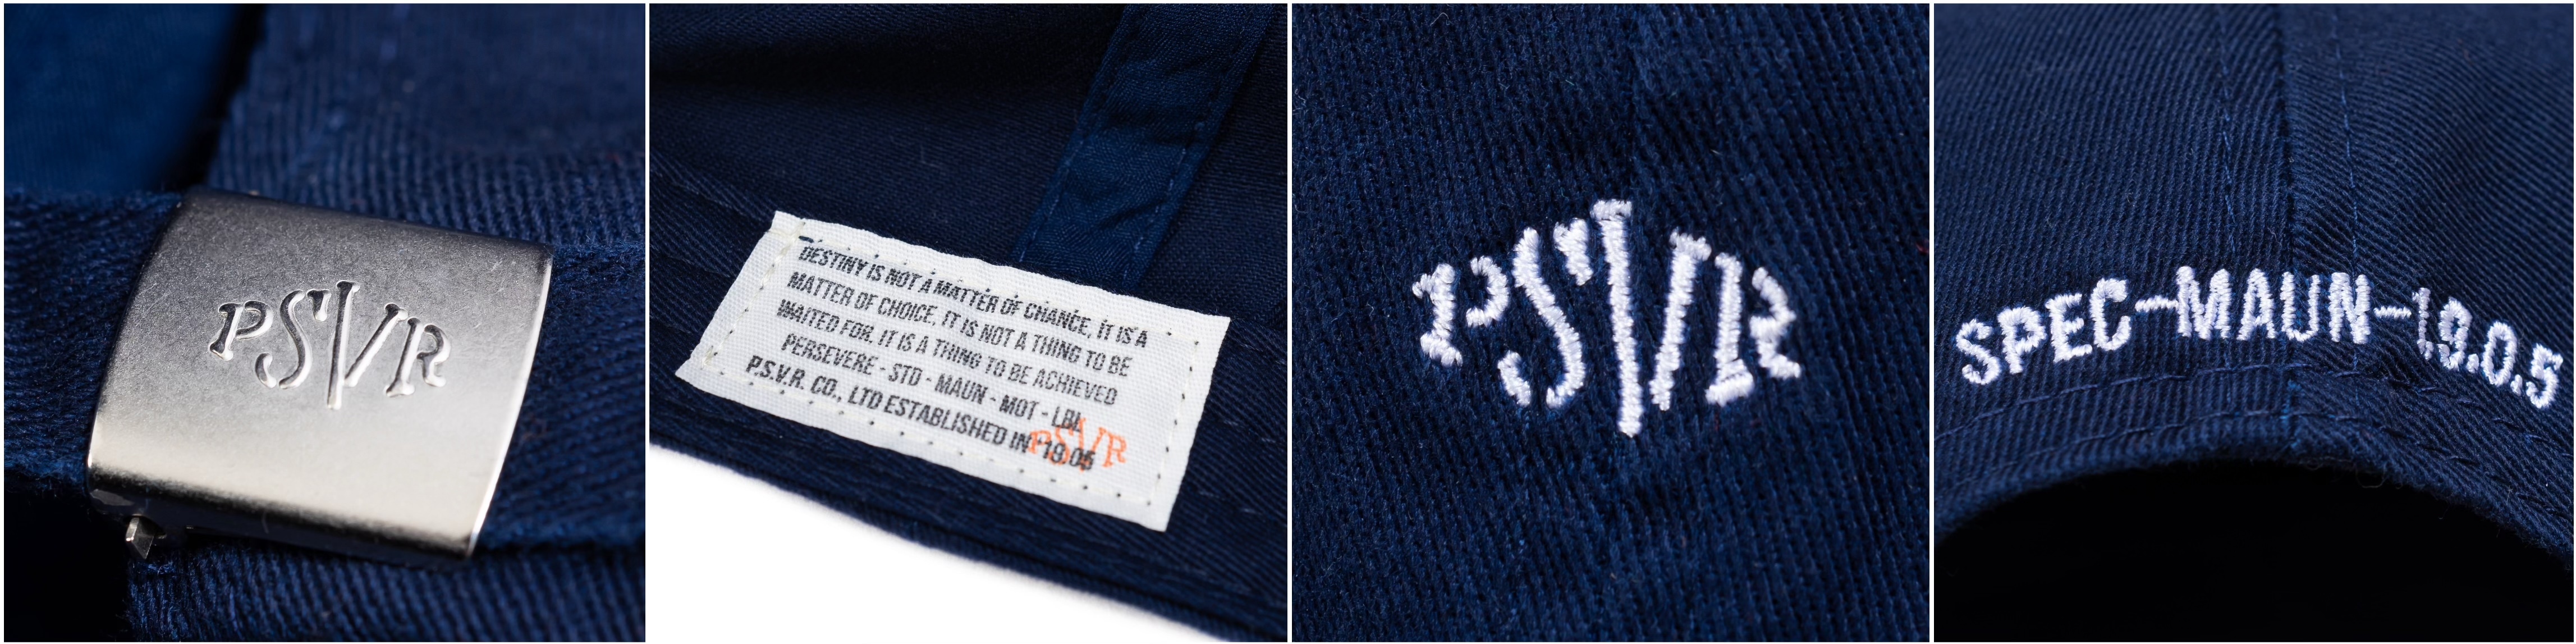 PSVR
DESTINY IS NOT A MATTER OF CHANCE, IT IS A
MATTER OF CHOICE, IT IS NOT A THING TO BE
WAITED FOR, IT IS A THING TO BE ACHIEVED
PERSEVERE - STD - MAUN - MOT - LBL
P.S.V.R. CO., LTD ESTABLISHED IN 19.05
PSVR
PSVR
SPEC-MAUN-19.0.5